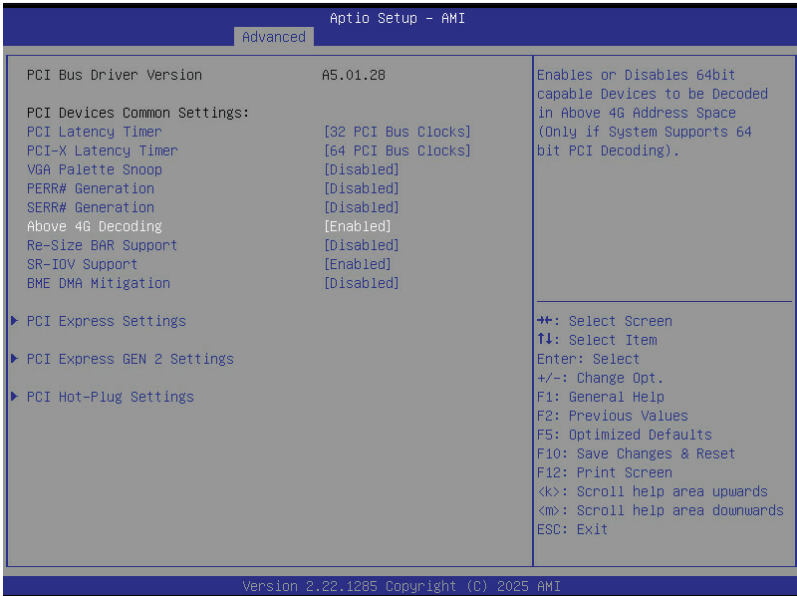 Aptio Setup – AMI
Advanced
PCI Bus Driver Version A5.01.28
PCI Devices Common Settings:
PCI Latency Timer [32 PCI Bus Clocks]
PCI-X Latency Timer [64 PCI Bus Clocks]
VGA Palette Snoop [Disabled]
PERR# Generation [Disabled]
SERR# Generation [Disabled]
Above 4G Decoding [Enabled]
Re-Size BAR Support [Disabled]
SR-IOV Support [Enabled]
BME DMA Mitigation [Disabled]
PCI Express Settings
PCI Express GEN 2 Settings
PCI Hot-Plug Settings
Enables or Disables 64bit
capable Devices to be Decoded
in Above 4G Address Space
(Only if System Supports 64
bit PCI Decoding).
→←: Select Screen
↑↓: Select Item
Enter: Select
+/-: Change Opt.
F1: General Help
F2: Previous Values
F5: Optimized Defaults
F10: Save Changes & Reset
F12: Print Screen
<k>: Scroll help area upwards
<m>: Scroll help area downwards
ESC: Exit
Version 2.22.1285 Copyright (C) 2025 AMI